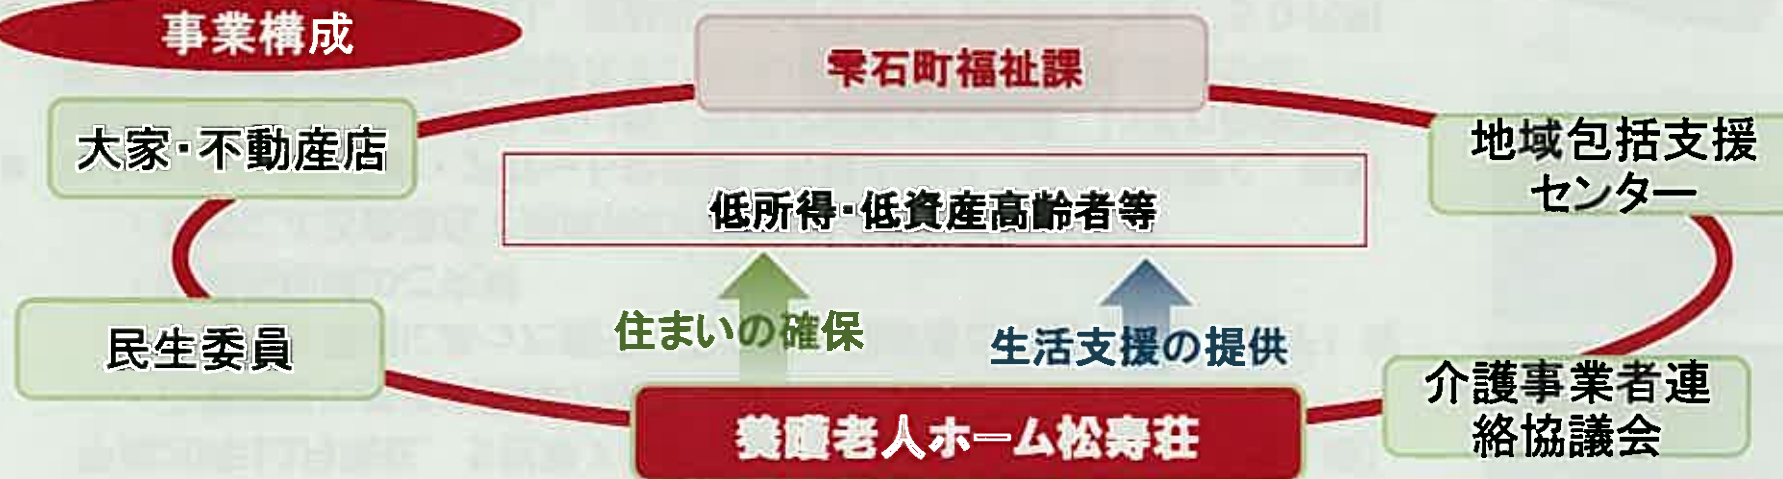 事業構成
雫石町福祉課
大家・不動産店
地域包括支援
センター
低所得・低資産高齢者等
住まいの確保
生活支援の提供
民生委員
介護事業者連
絡協議会
養護老人ホーム松寿荘